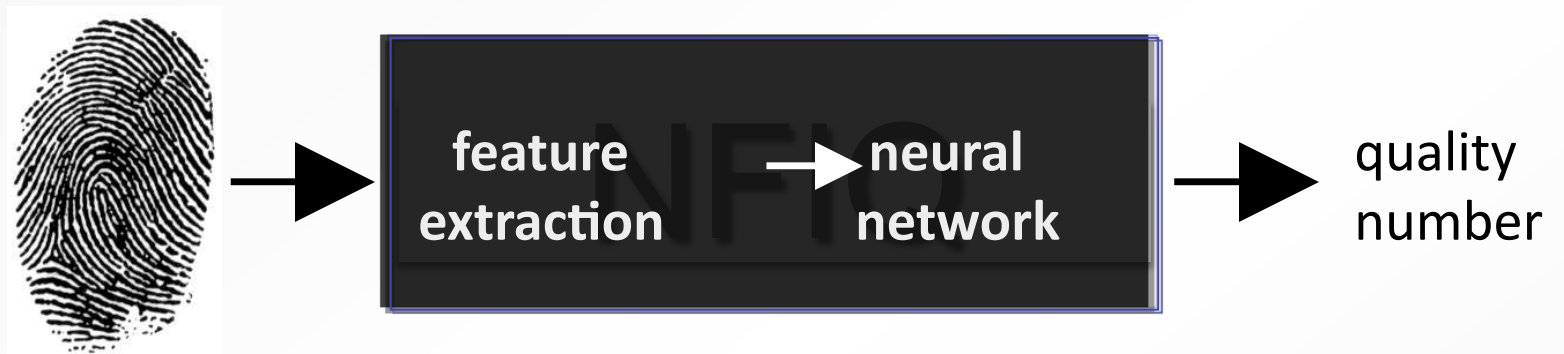 NFIQ
feature
extraction
neural
network
quality
number